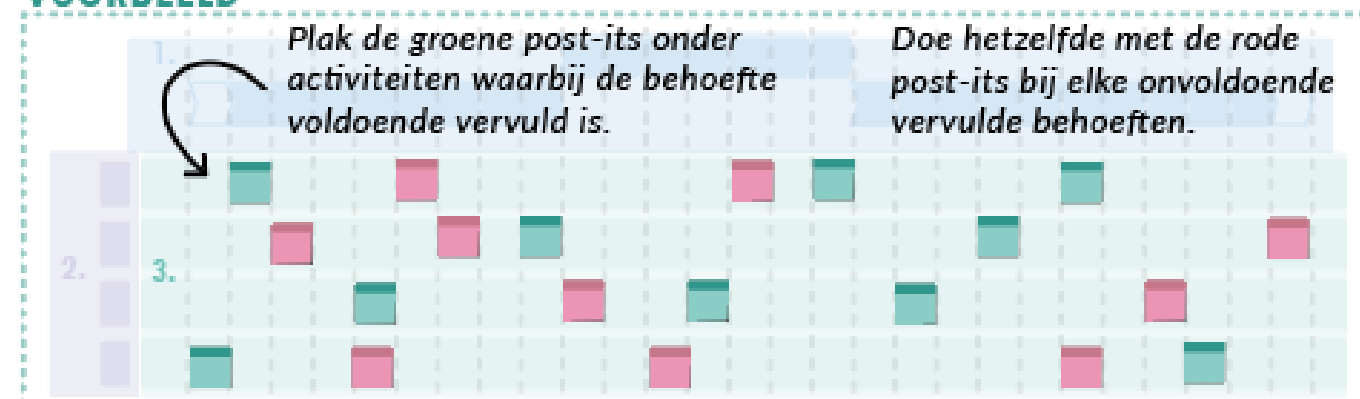 VOORBEELD
Plak de groene post-its onder
activiteiten waarbij de behoefte
voldoende vervuld is.
Doe hetzelfde met de rode
post-its bij elke onvoldoende
vervulde behoeften.
1.
2.
3.